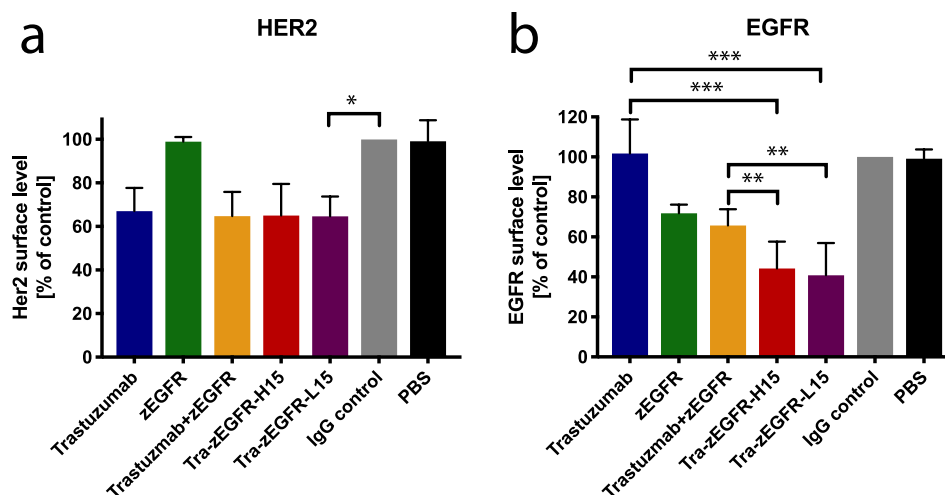 a
HER2
Her2 surface level
[% of control]
100
80
60
40
20
0
*
Trastuzumab
zEGFR
Trastuzmab+zEGFR
Tra-zEGFR-H15
Tra-zEGFR-L15
IgG control
PBS
b
EGFR
EGFR surface level
[% of control]
120
100
80
60
40
20
0
***
***
**
**
Trastuzumab
zEGFR
Trastuzmab+zEGFR
Tra-zEGFR-H15
Tra-zEGFR-L15
IgG control
PBS